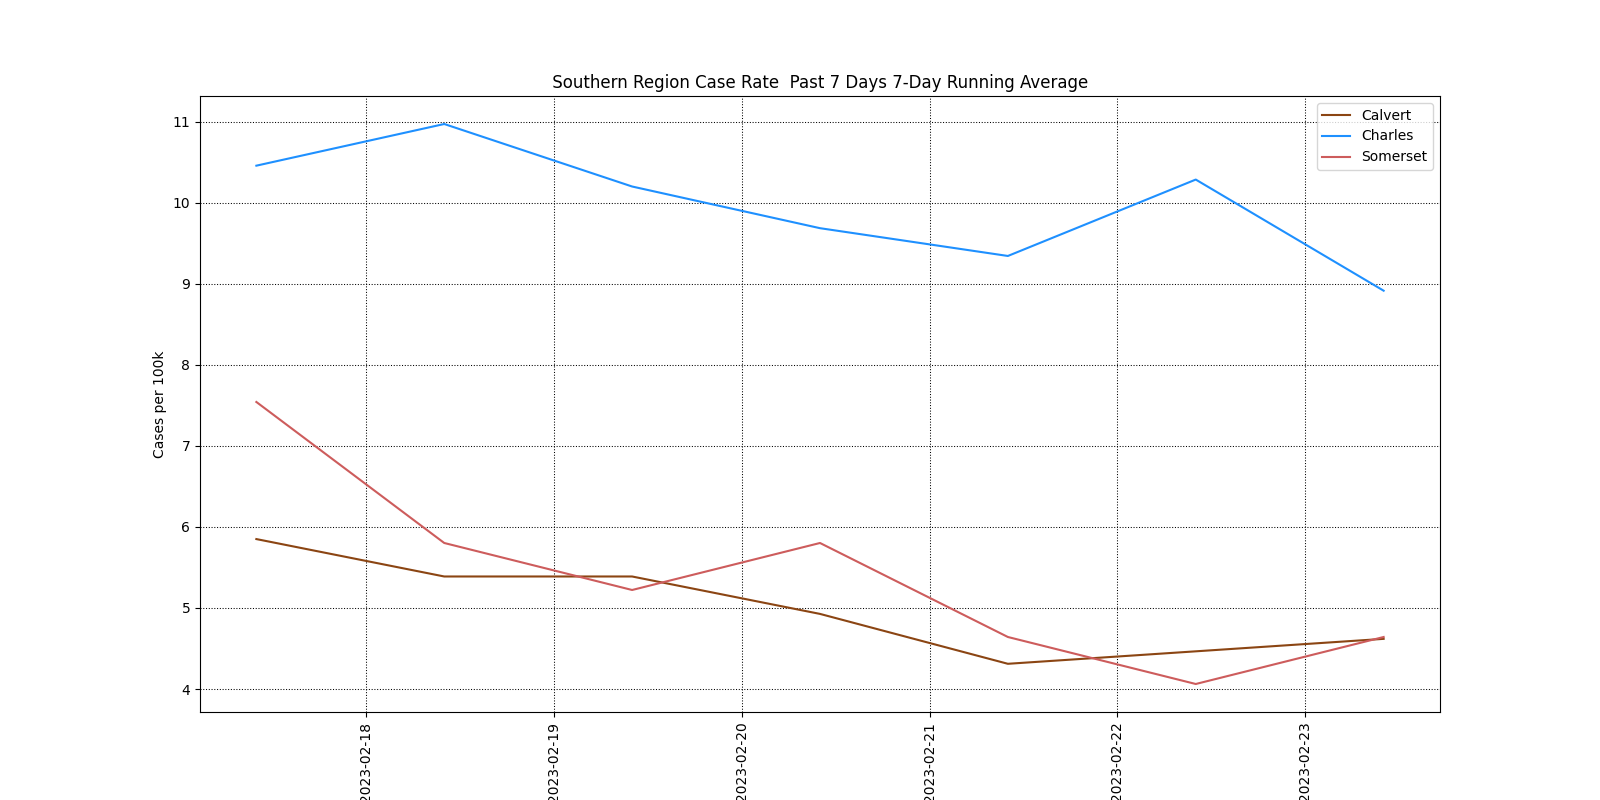 Southern Region Case Rate  Past 7 Days 7-Day Running Average
Calvert
Charles
Somerset
Cases per 100k
11
10
9
8
7
6
5
4
2023-02-18
2023-02-19
2023-02-20
2023-02-21
2023-02-22
2023-02-23